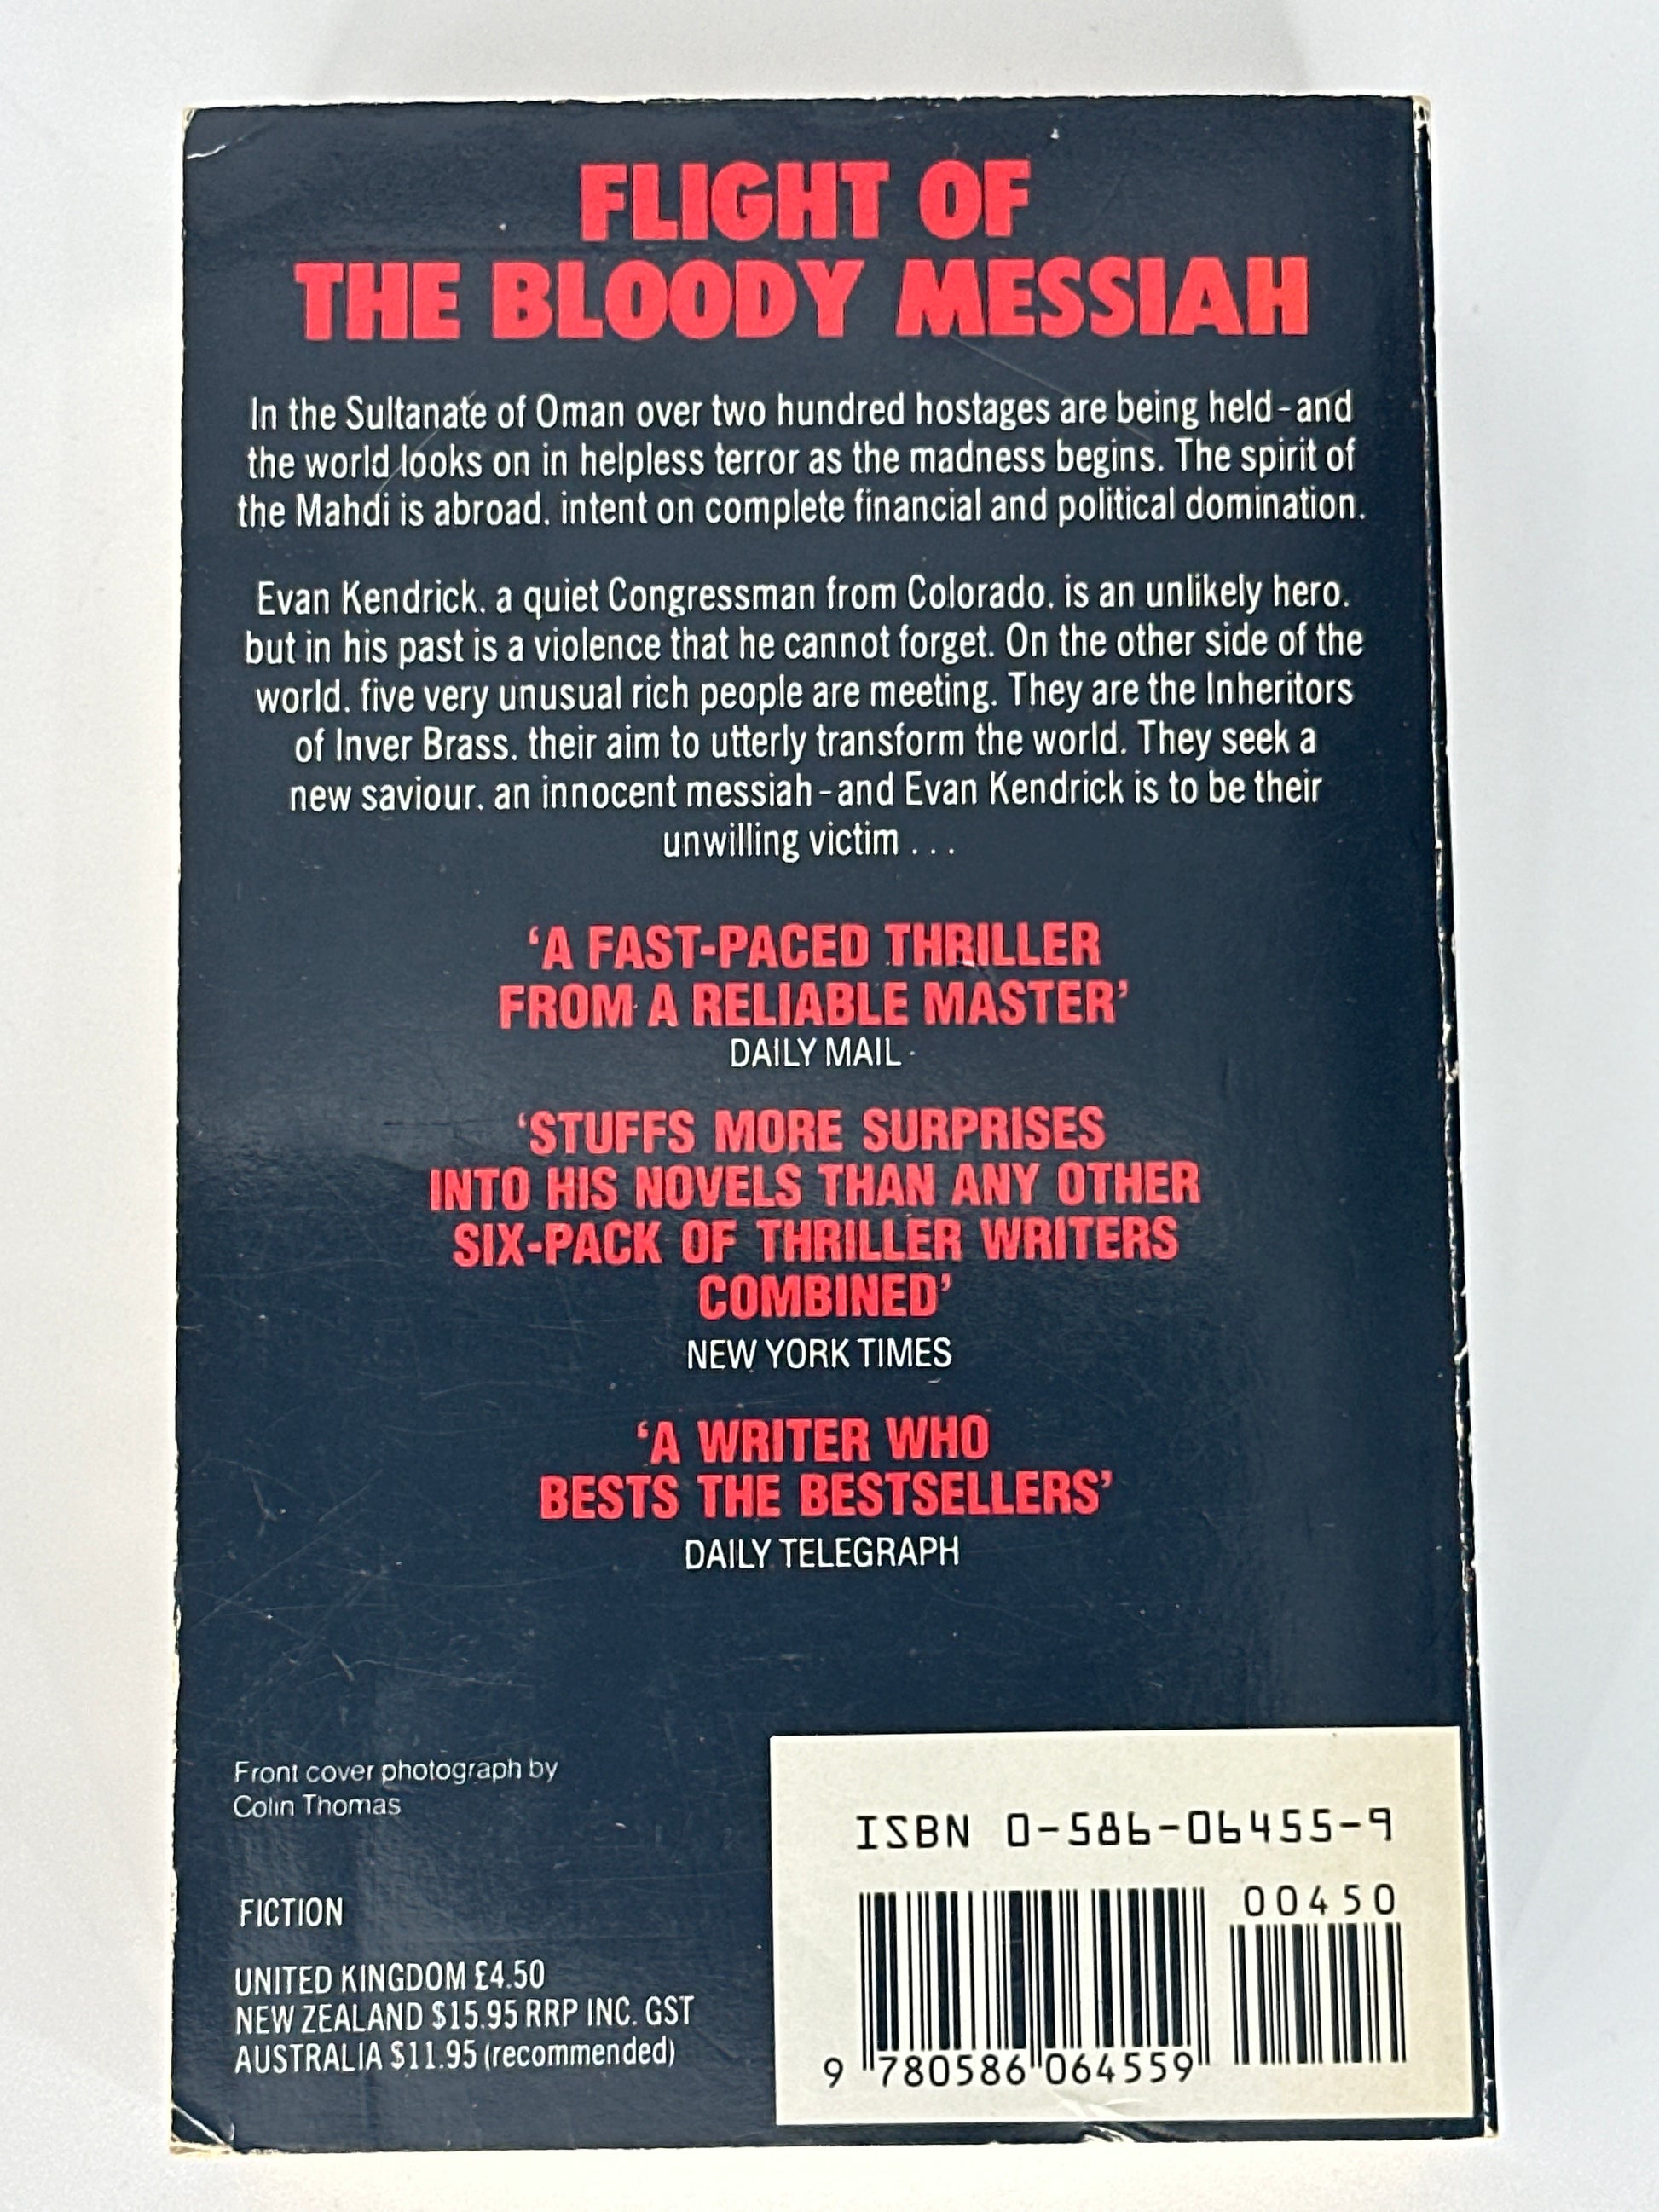 FLIGHT OF
THE BLOODY MESSIAH
In the Sultanate of Oman over two hundred hostages are being held - and
the world looks on in helpless terror as the madness begins. The spirit of
the Mahdi is abroad, intent on complete financial and political domination.
Evan Kendrick, a quiet Congressman from Colorado, is an unlikely hero,
but in his past is a violence that he cannot forget. On the other side of the
world, five very unusual rich people are meeting. They are the Inheritors
of Inver Brass, their aim to utterly transform the world. They seek a
new saviour, an innocent messiah - and Evan Kendrick is to be their
unwilling victim . . .
‘A FAST-PACED THRILLER
FROM A RELIABLE MASTER’
DAILY MAIL
‘STUFFS MORE SURPRISES
INTO HIS NOVELS THAN ANY OTHER
SIX-PACK OF THRILLER WRITERS
COMBINED’
NEW YORK TIMES
‘A WRITER WHO
BESTS THE BESTSELLERS’
DAILY TELEGRAPH
Front cover photograph by
Colin Thomas
FICTION
UNITED KINGDOM £4.50
NEW ZEALAND $15.95 RRP INC. GST
AUSTRALIA $11.95 (recommended)
ISBN 0-586-06455-9
00450
9 780586 064559